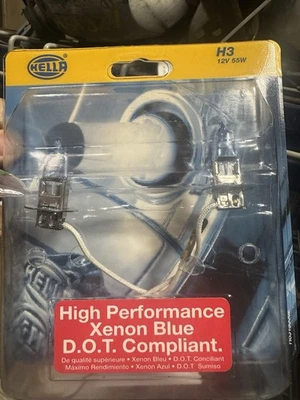 HELLA
H3
12V 55W
High Performance
Xenon Blue
D.O.T. Compliant.
De qualité supérieure • Xenon Bleu • D.O.T. Conciliant
Máximo Rendimiento • Xenon Azul • D.O.T Sumiso